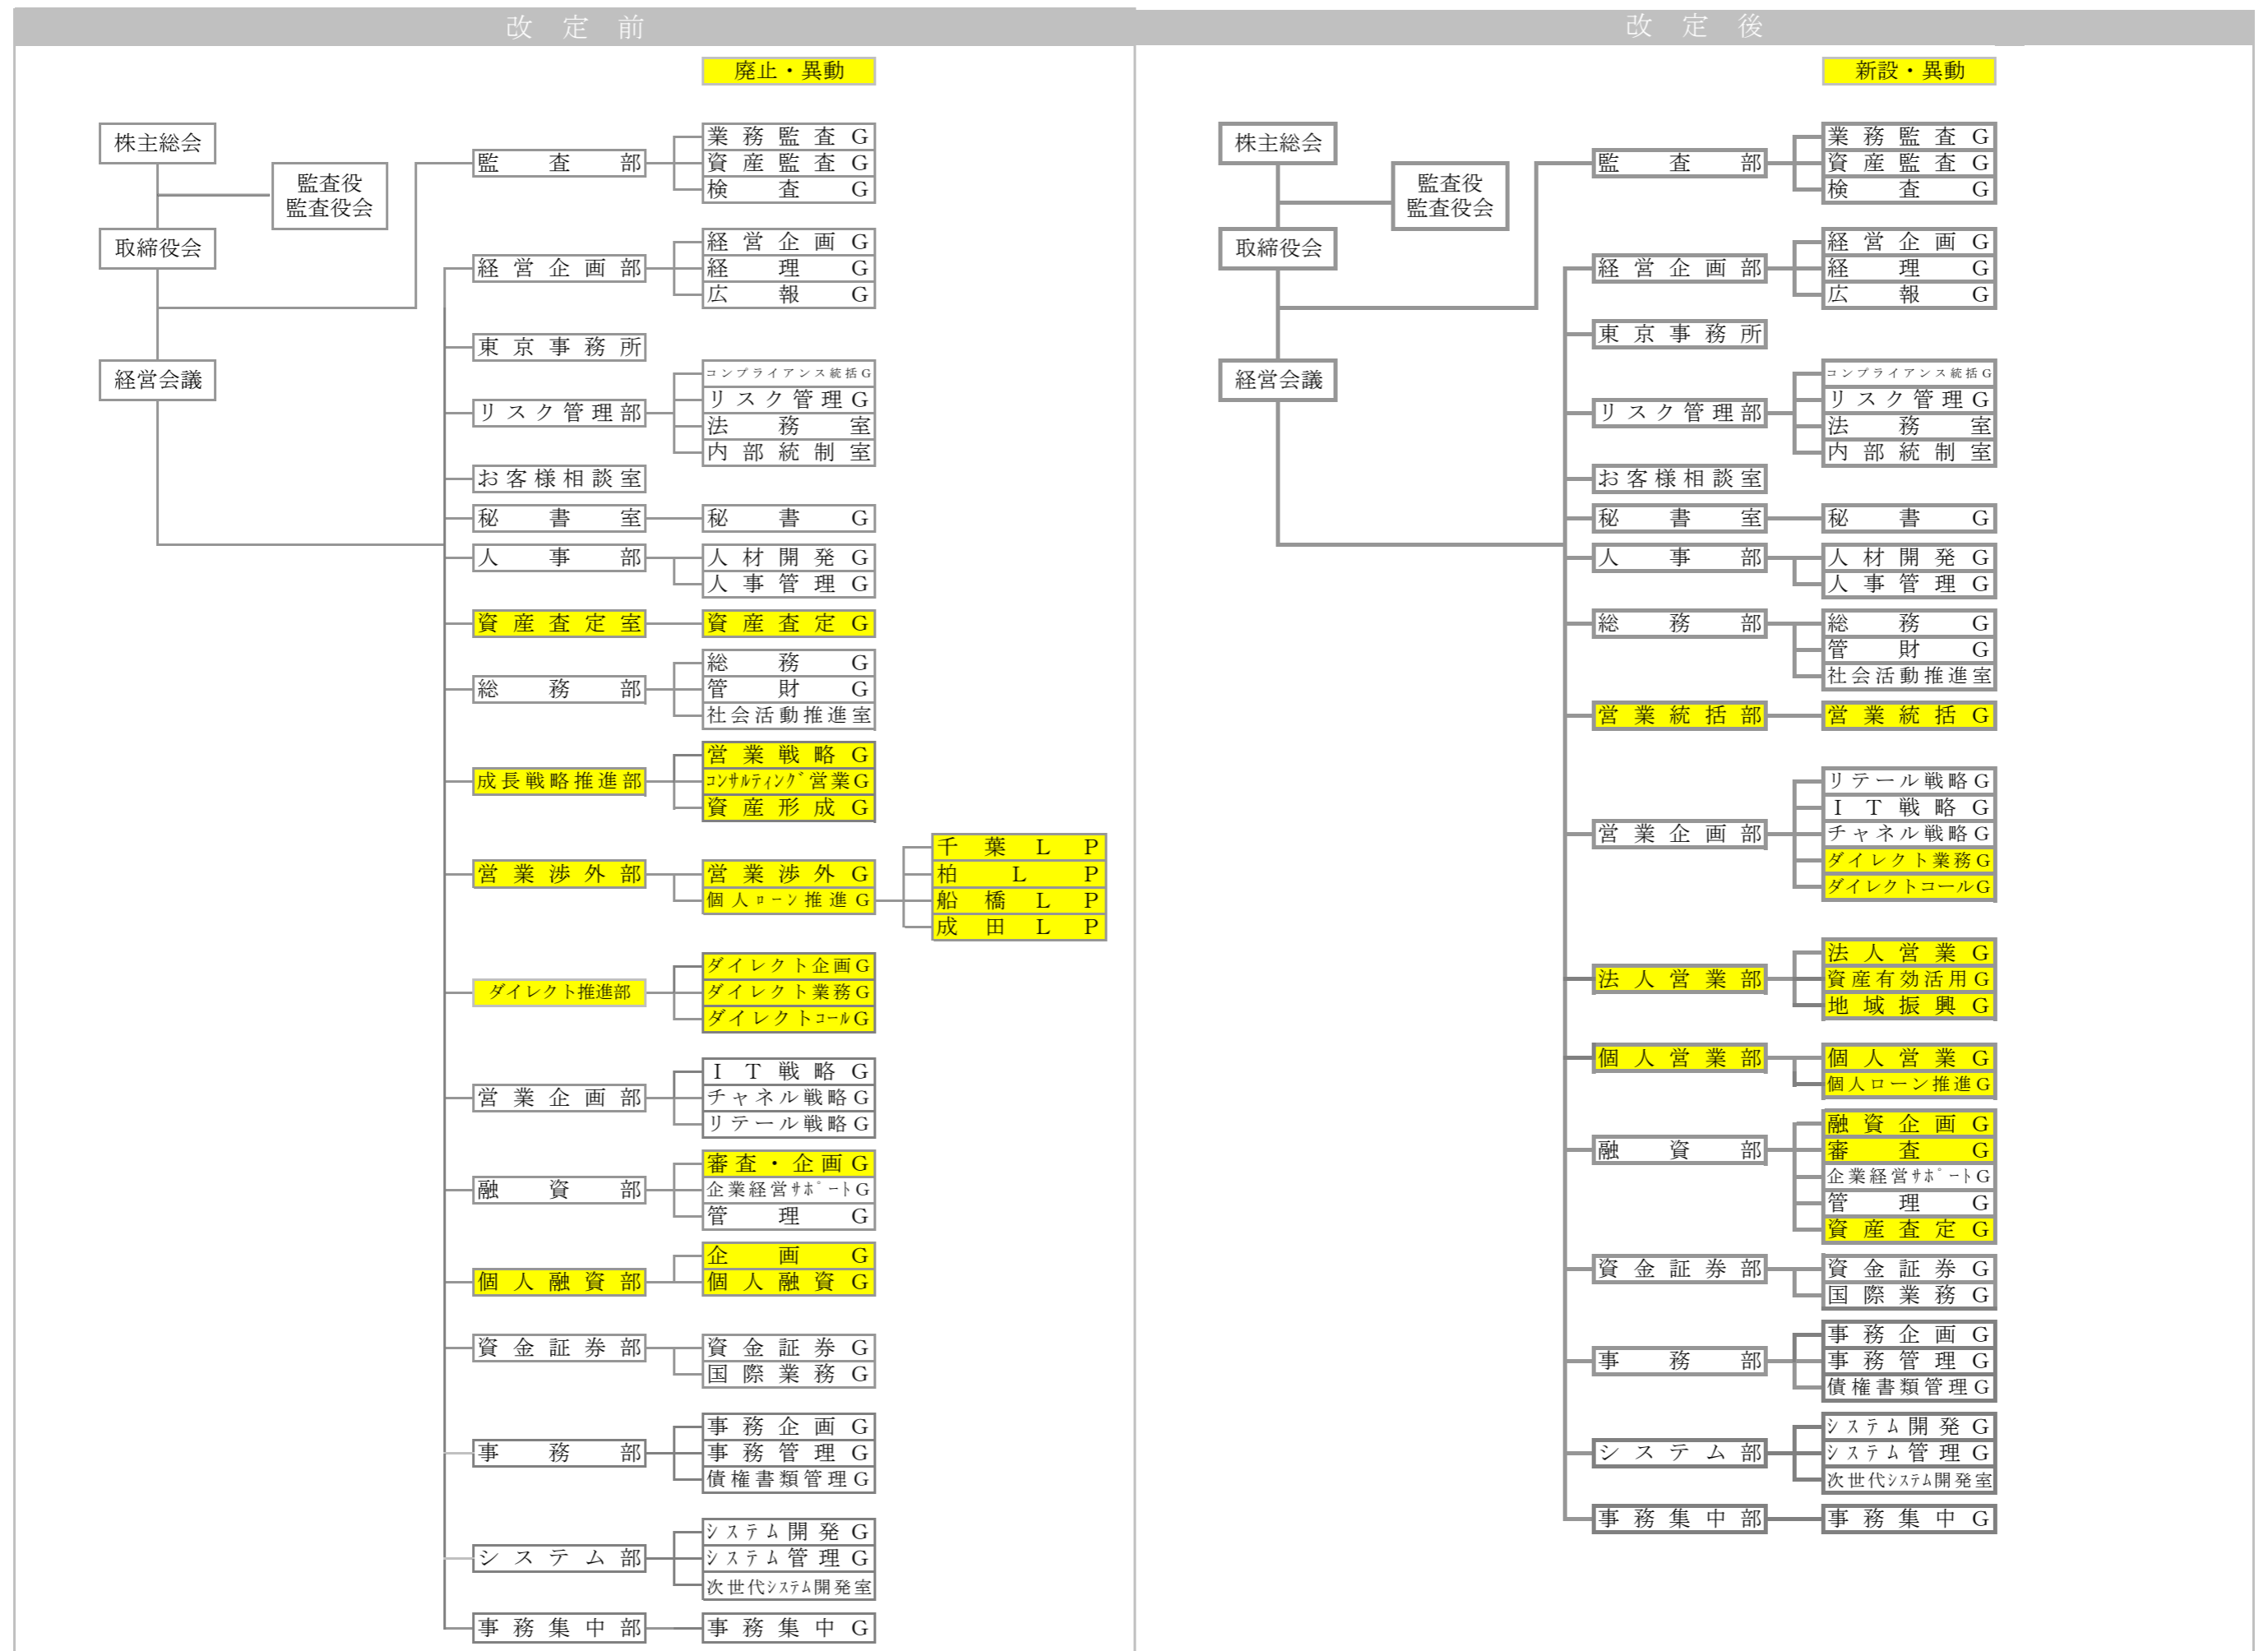 改定前
廃止・異動
株主総会
監査役
監査役会
取締役会
経営会議
監査部
業務監査G
資産監査G
検査G
経営企画部
経営企画G
経理G
広報G
東京事務所
リスク管理部
コンプライアンス統括G
リスク管理G
法務室
内部統制室
お客様相談室
秘書室
秘書G
人事部
人材開発G
人事管理G
資産査定室
資産査定G
総務部
総務G
管財G
社会活動推進室
成長戦略推進部
営業戦略G
ｺﾝｻﾙﾃｨﾝｸﾞ営業G
資産形成G
営業渉外部
営業渉外G
個人ﾛｰﾝ推進G
千葉LP
柏LP
船橋LP
成田LP
ダイレクト推進部
ダイレクト企画G
ダイレクト業務G
ダイレクトｺｰﾙG
営業企画部
IT戦略G
チャネル戦略G
リテール戦略G
融資部
審査・企画G
企業経営ｻﾎﾟｰﾄG
管理G
個人融資部
企画G
個人融資G
資金証券部
資金証券G
国際業務G
事務部
事務企画G
事務管理G
債権書類管理G
システム部
ｼｽﾃﾑ開発G
ｼｽﾃﾑ管理G
次世代ｼｽﾃﾑ開発室
事務集中部
事務集中G
改定後
新設・異動
株主総会
監査役
監査役会
取締役会
経営会議
監査部
業務監査G
資産監査G
検査G
経営企画部
経営企画G
経理G
広報G
東京事務所
リスク管理部
コンプライアンス統括G
リスク管理G
法務室
内部統制室
お客様相談室
秘書室
秘書G
人事部
人材開発G
人事管理G
総務部
総務G
管財G
社会活動推進室
営業統括部
営業統括G
営業企画部
リテール戦略G
IT戦略G
チャネル戦略G
ダイレクト業務G
ダイレクトコールG
法人営業部
法人営業G
資産有効活用G
地域振興G
個人営業部
個人営業G
個人ローン推進G
融資部
融資企画G
審査G
企業経営ｻﾎﾟｰﾄG
管理G
資産査定G
資金証券部
資金証券G
国際業務G
事務部
事務企画G
事務管理G
債権書類管理G
システム部
ｼｽﾃﾑ開発G
ｼｽﾃﾑ管理G
次世代ｼｽﾃﾑ開発室
事務集中部
事務集中G